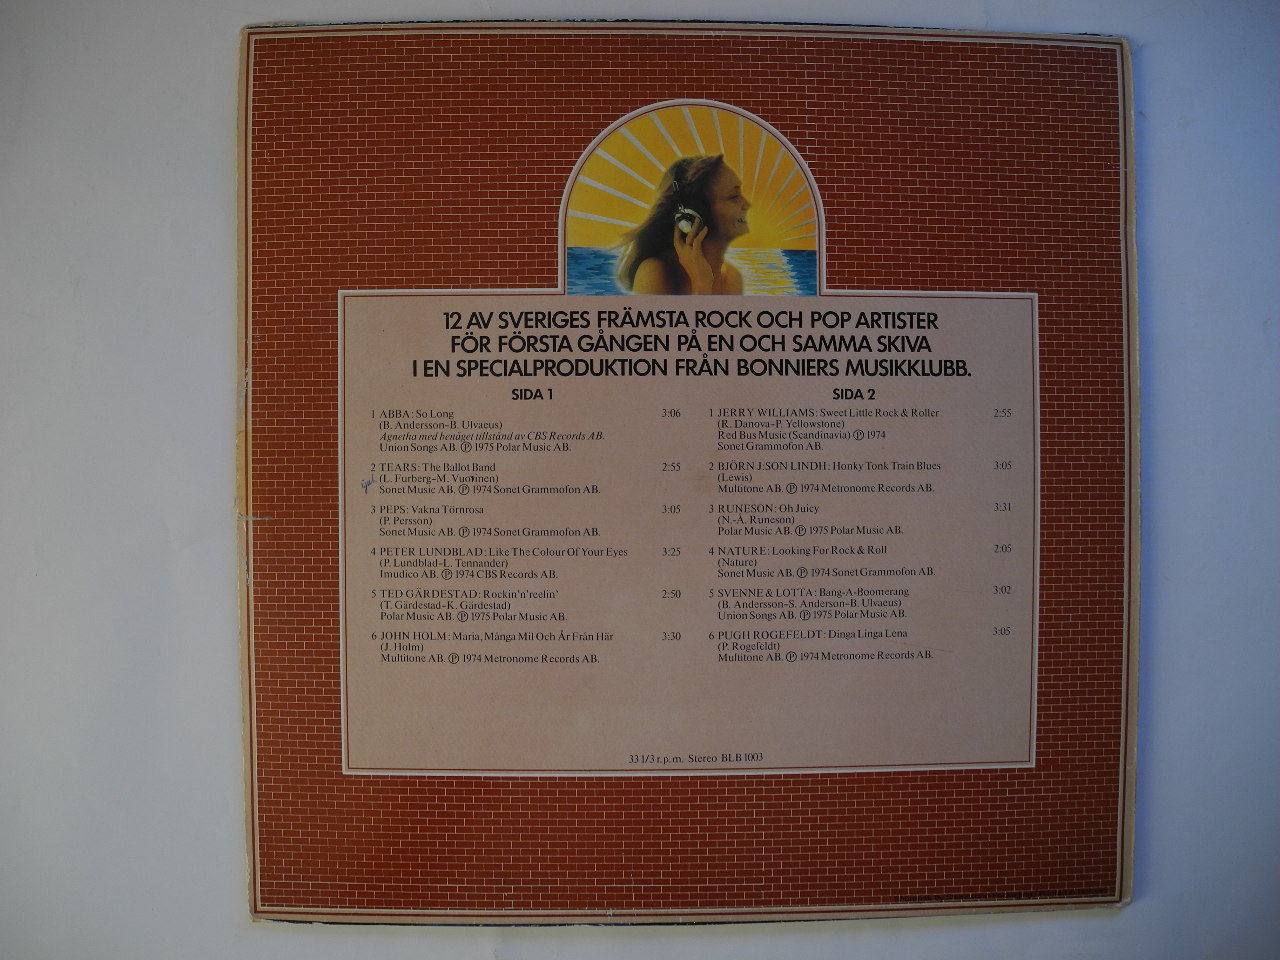 12 AV SVERIGES FRÄMSTA ROCK OCH POP ARTISTER
FÖR FÖRSTA GÅNGEN PÅ EN OCH SAMMA SKIVA
I EN SPECIALPRODUKTION FRÅN BONNIERS MUSIKKLUBB.
SIDA 1
1 ABBA: So Long 3:06
(B. Andersson–B. Ulvaeus)
Agnetha med benäget tillstånd av CBS Records AB.
Union Songs AB. Ⓟ 1975 Polar Music AB.
2 TEARS: The Ballot Band 2:55
(L. Furberg–M. Vuorinen)
Sonet Music AB. Ⓟ 1974 Sonet Grammofon AB.
3 PEPS: Vakna Törnrosa 3:05
(P. Persson)
Sonet Music AB. Ⓟ 1974 Sonet Grammofon AB.
4 PETER LUNDBLAD: Like The Colour Of Your Eyes 3:25
(P. Lundblad–L. Tennander)
Imudico AB. Ⓟ 1974 CBS Records AB.
5 TED GÄRDESTAD: Rockin'n'reelin' 2:50
(T. Gärdestad–K. Gärdestad)
Polar Music AB. Ⓟ 1975 Polar Music AB.
6 JOHN HOLM: Maria, Många Mil Och År Från Här 3:30
(J. Holm)
Multitone AB. Ⓟ 1974 Metronome Records AB.
SIDA 2
1 JERRY WILLIAMS: Sweet Little Rock & Roller 2:55
(R. Danova–P. Yellowstone)
Red Bus Music (Scandinavia) Ⓟ 1974
Sonet Grammofon AB.
2 BJÖRN J:SON LINDH: Honky Tonk Train Blues 3:05
(Lewis)
Multitone AB. Ⓟ 1974 Metronome Records AB.
3 RUNESON: Oh Juicy 3:31
(N.-Å. Runeson)
Polar Music AB. Ⓟ 1975 Polar Music AB.
4 NATURE: Looking For Rock & Roll 2:05
(Nature)
Sonet Music AB. Ⓟ 1974 Sonet Grammofon AB.
5 SVENNE & LOTTA: Bang-A-Boomerang 3:02
(B. Andersson–S. Anderson–B. Ulvaeus)
Union Songs AB. Ⓟ 1975 Polar Music AB.
6 PUGH ROGEFELDT: Dinga Linga Lena 3:05
(P. Rogefeldt)
Multitone AB. Ⓟ 1974 Metronome Records AB.
33 1/3 r.p.m. Stereo BLB 1003